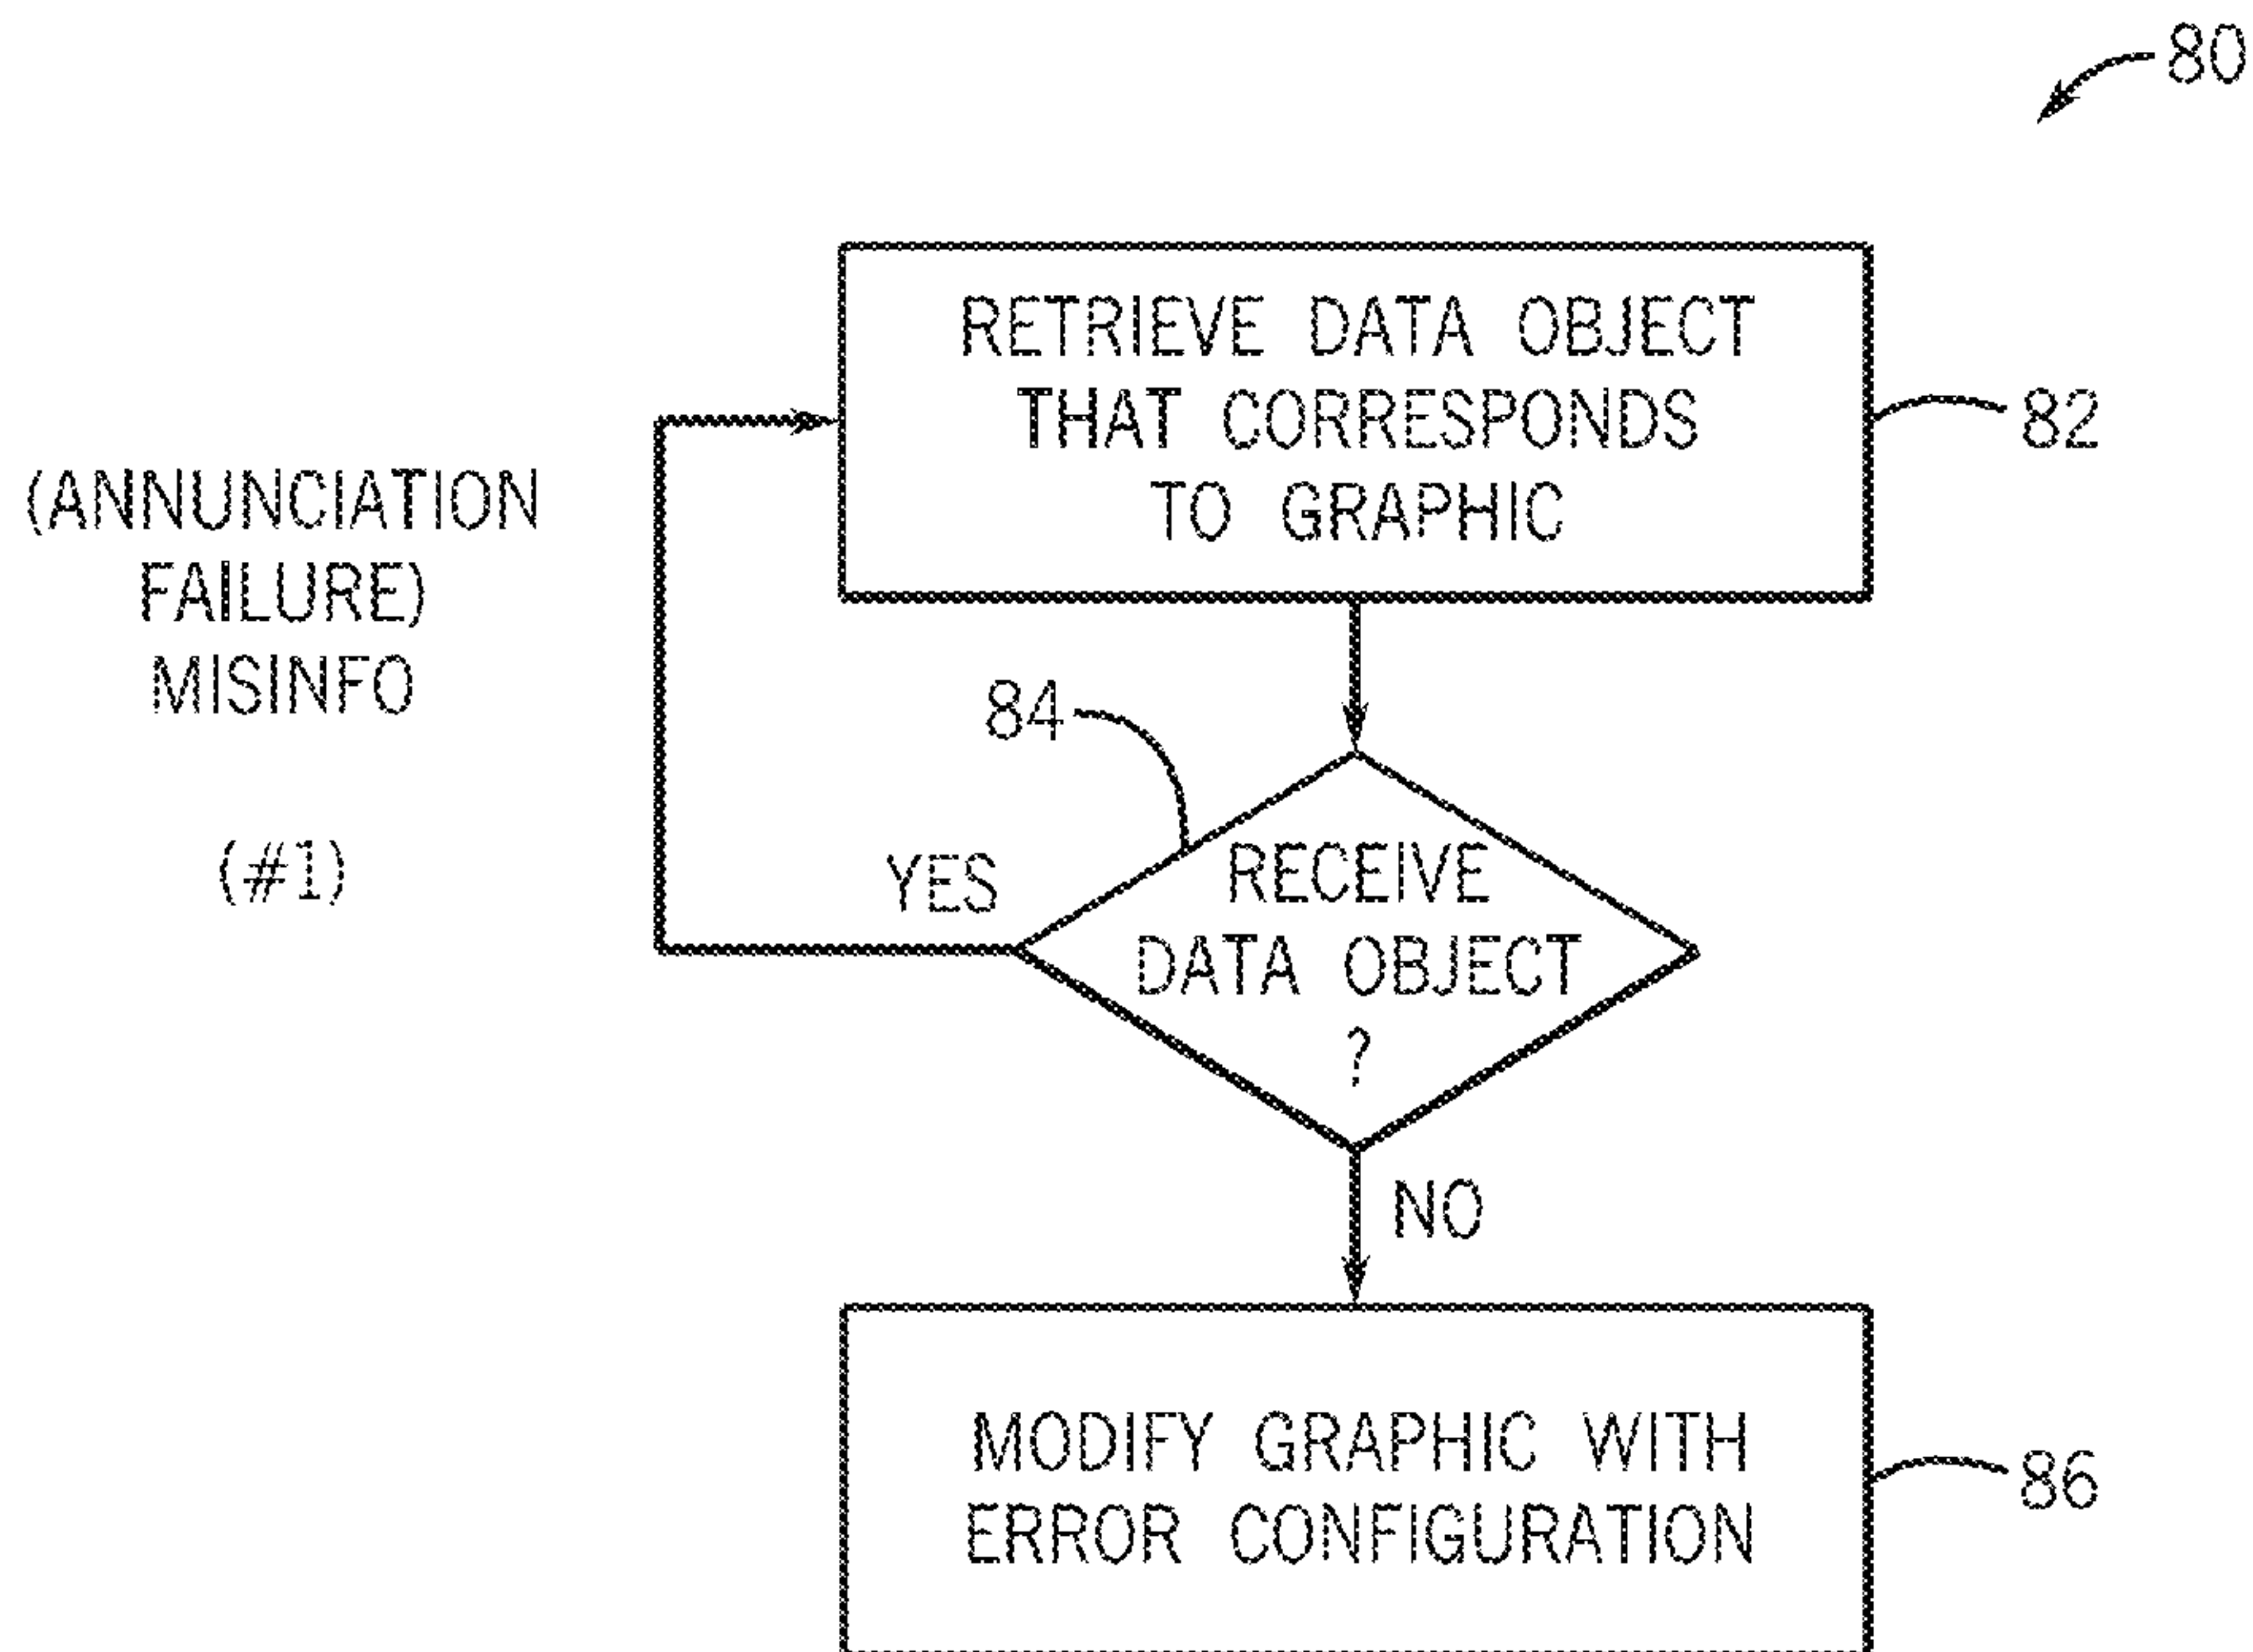 80
RETRIEVE DATA OBJECT
THAT CORRESPONDS
TO GRAPHIC
82
(ANNUNCIATION
FAILURE)
MISINFO
(#1)
84
YES
RECEIVE
DATA OBJECT
?
NO
MODIFY GRAPHIC WITH
ERROR CONFIGURATION
86